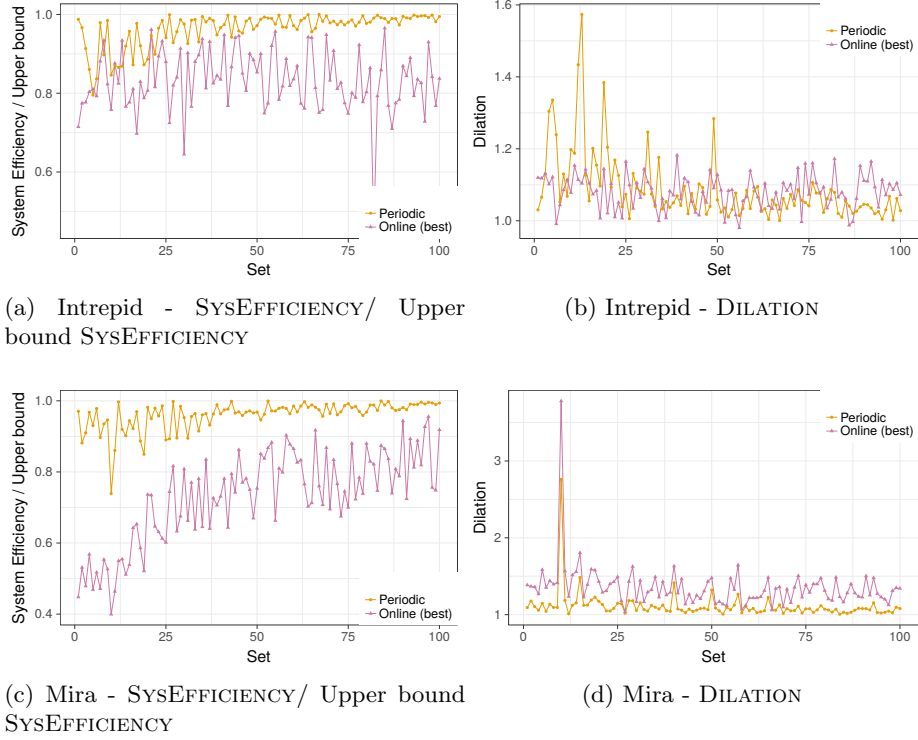 System Efficiency / Upper bound
1.0
0.8
0.6
0
25
50
75
100
Set
Periodic
Online (best)
Dilation
1.6
1.4
1.2
1.0
0
25
50
75
100
Set
Periodic
Online (best)
(a) Intrepid - SYSEFFICIENCY/ Upper
bound SYSEFFICIENCY
(b) Intrepid - DILATION
System Efficiency / Upper bound
1.0
0.8
0.6
0.4
0
25
50
75
100
Set
Periodic
Online (best)
Dilation
3
2
1
0
25
50
75
100
Set
Periodic
Online (best)
(c) Mira - SYSEFFICIENCY/ Upper bound
SYSEFFICIENCY
(d) Mira - DILATION